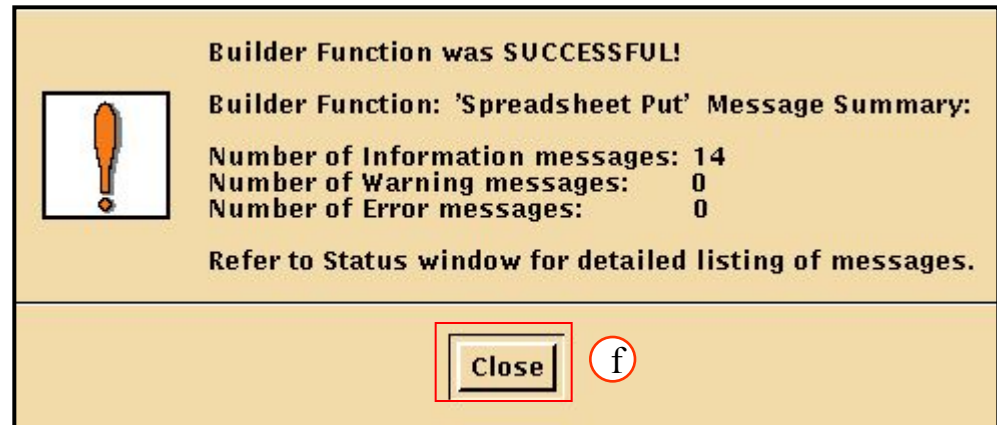 Builder Function was SUCCESSFUL!
Builder Function: 'Spreadsheet Put' Message Summary:
Number of Information messages: 14
Number of Warning messages: 0
Number of Error messages: 0
Refer to Status window for detailed listing of messages.
Close f